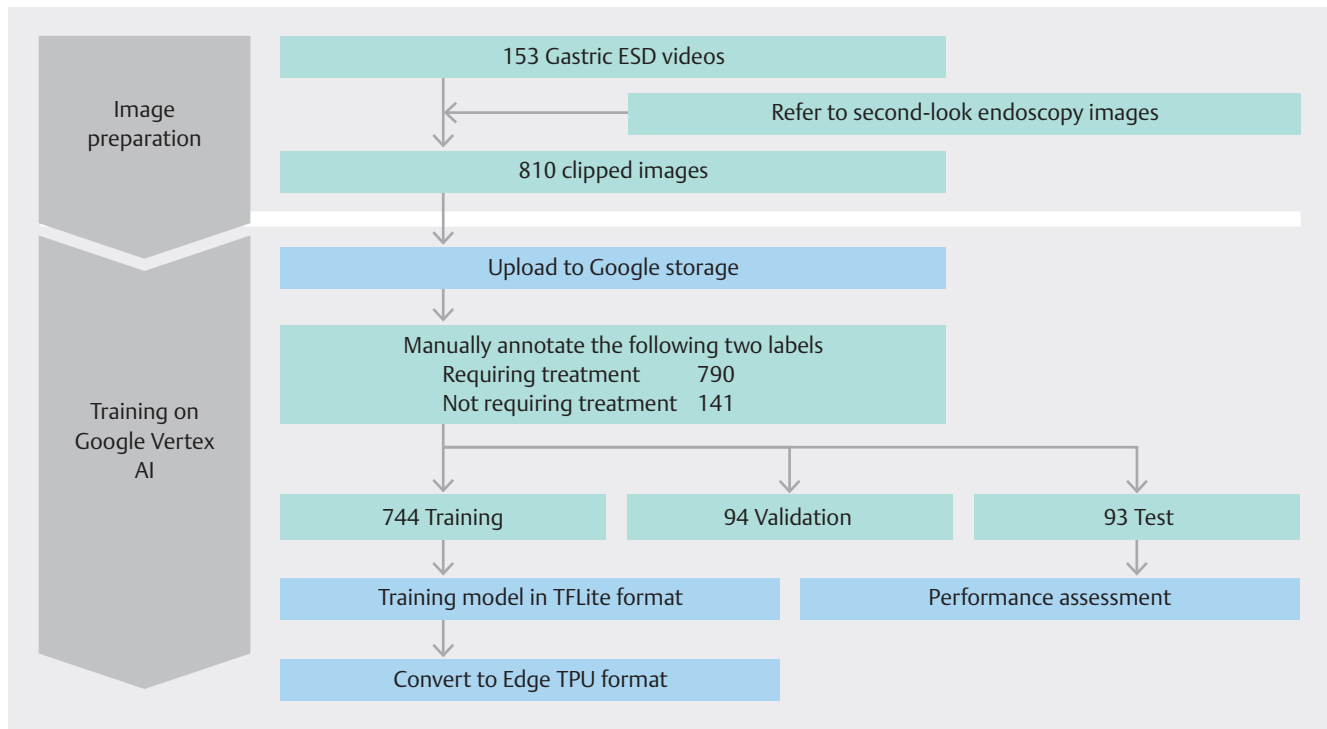 Image
preparation
153 Gastric ESD videos
Refer to second-look endoscopy images
810 clipped images
Training on
Google Vertex
AI
Upload to Google storage
Manually annotate the following two labels
Requiring treatment 790
Not requiring treatment 141
744 Training
94 Validation
93 Test
Training model in TFLite format
Performance assessment
Convert to Edge TPU format